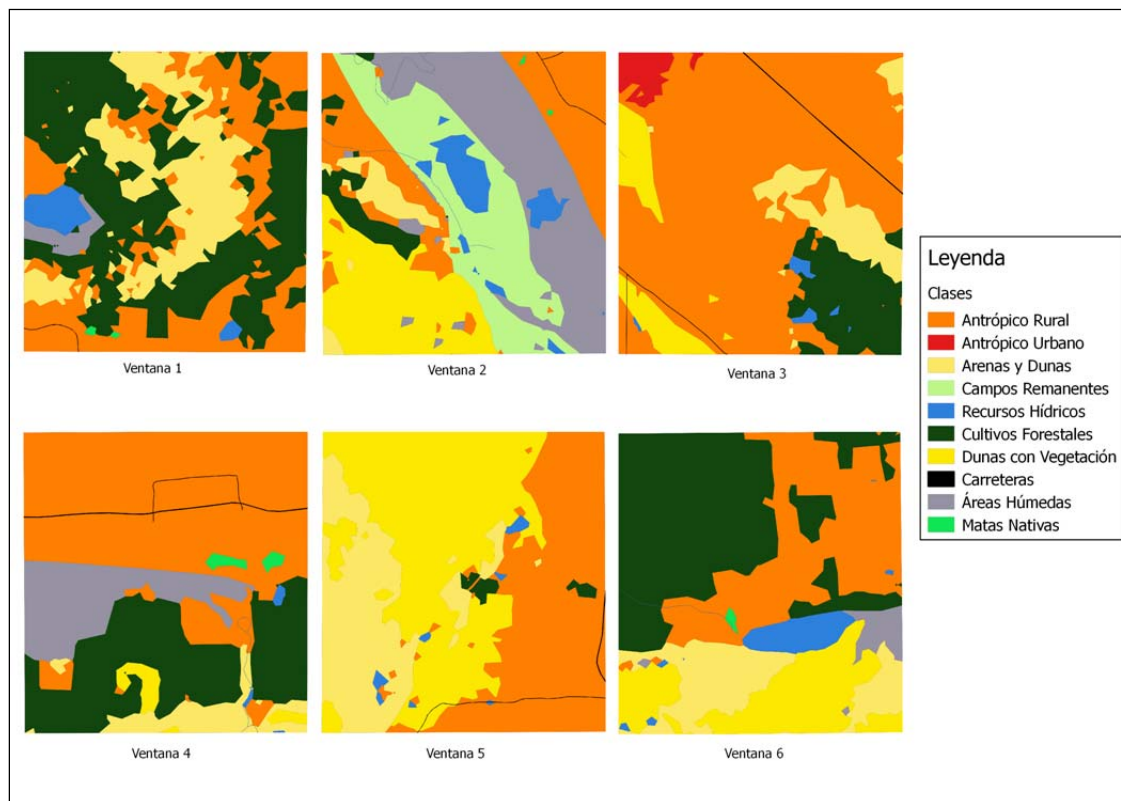 Ventana 1
Ventana 2
Ventana 3
Ventana 4
Ventana 5
Ventana 6
Leyenda
Clases
Antrópico Rural
Antrópico Urbano
Arenas y Dunas
Campos Remanentes
Recursos Hídricos
Cultivos Forestales
Dunas con Vegetación
Carreteras
Áreas Húmedas
Matas Nativas